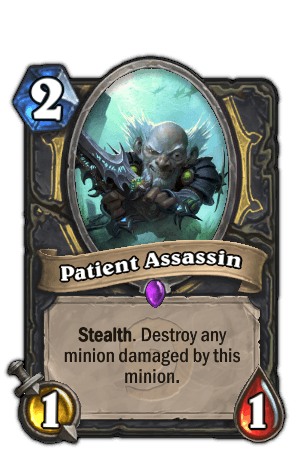 2
Patient Assassin
Stealth. Destroy any
minion damaged by this
minion.
1
1